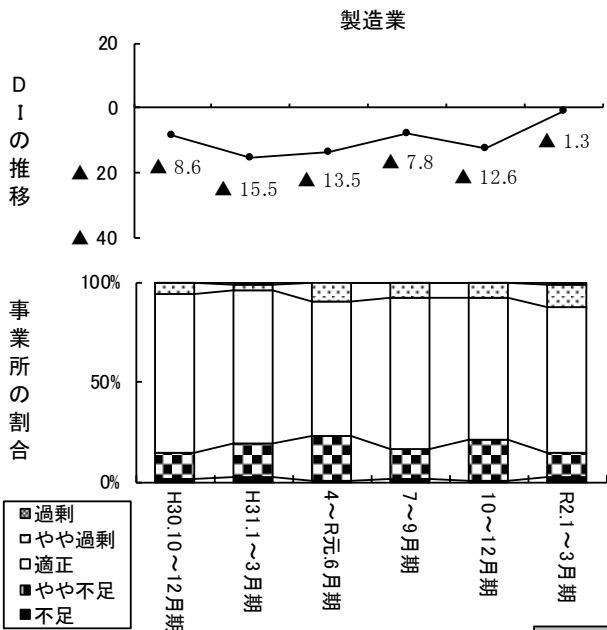 製造業
DIの推移
20
0
▲ 20
▲ 40
▲ 8.6
▲ 15.5
▲ 13.5
▲ 7.8
▲ 12.6
▲ 1.3
事業所の割合
100%
50%
0%
H30.10～12月期
H31.1～3月期
4～R元.6月期
7～9月期
10～12月期
R2.1～3月期
過剰
やや過剰
適正
やや不足
不足